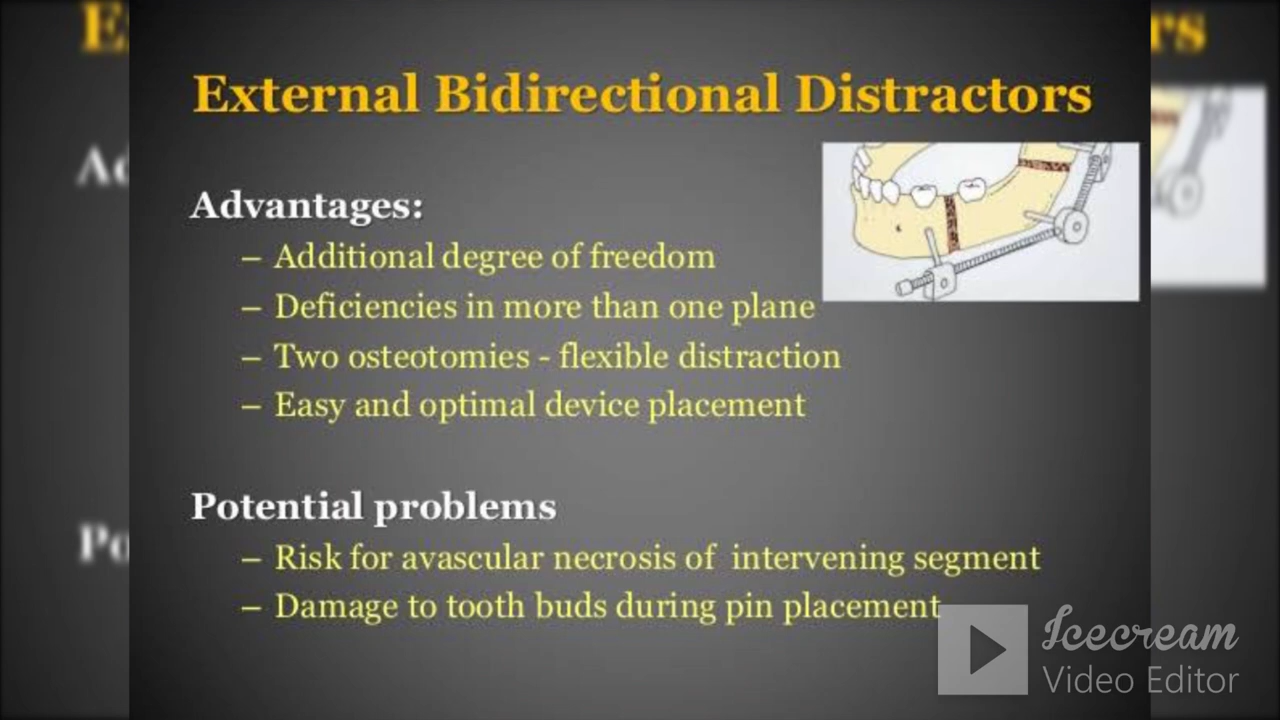 External Bidirectional Distractors
Advantages:
– Additional degree of freedom
– Deficiencies in more than one plane
– Two osteotomies - flexible distraction
– Easy and optimal device placement
Potential problems
– Risk for avascular necrosis of intervening segment
– Damage to tooth buds during pin placement
Icecream
Video Editor